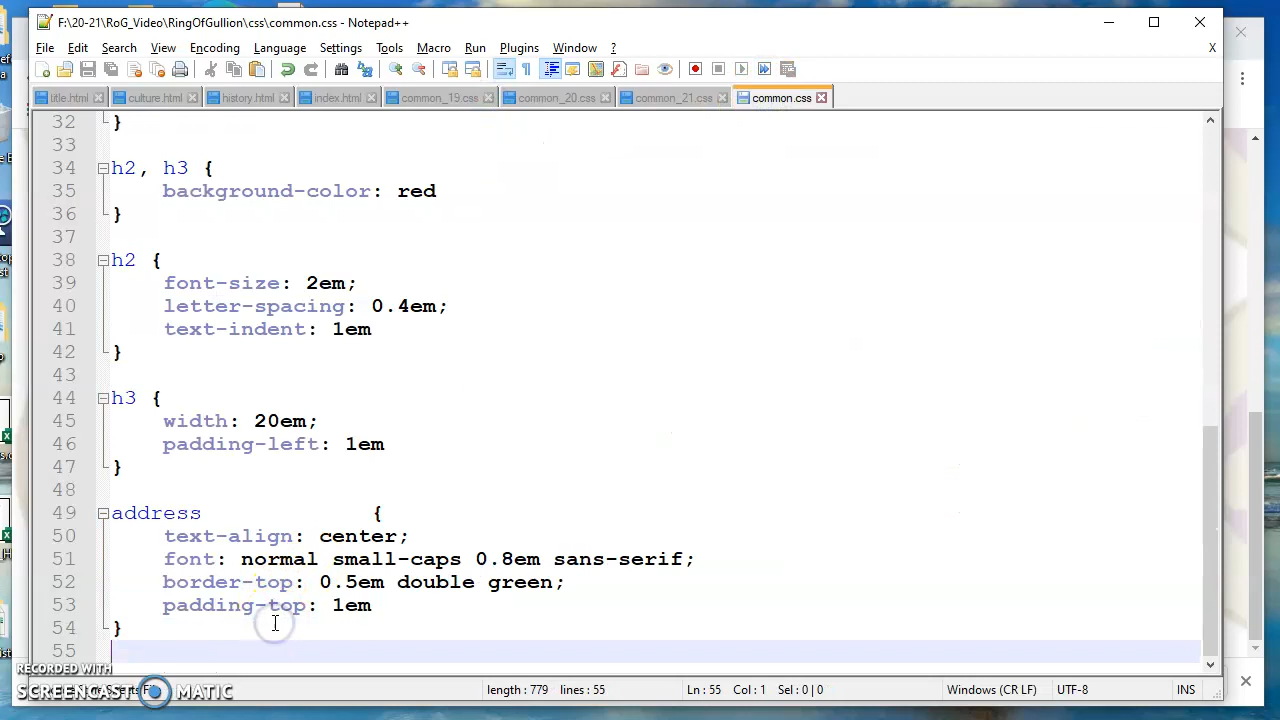 F:\20-21\RoG_Video\RingOfGullion\css\common.css - Notepad++
File Edit Search View Encoding Language Settings Tools Macro Run Plugins Window ? X
title.html culture.html history.html index.html common_19.css common_20.css common_21.css common.css
32 }
33
34 h2, h3 {
35 background-color: red
36 }
37
38 h2 {
39 font-size: 2em;
40 letter-spacing: 0.4em;
41 text-indent: 1em
42 }
43
44 h3 {
45 width: 20em;
46 padding-left: 1em
47 }
48
49 address {
50 text-align: center;
51 font: normal small-caps 0.8em sans-serif;
52 border-top: 0.5em double green;
53 padding-top: 1em
54 }
55
RECORDED WITH
SCREENCAST MATIC
length : 779 lines : 55 Ln : 55 Col : 1 Sel : 0 | 0 Windows (CR LF) UTF-8 INS